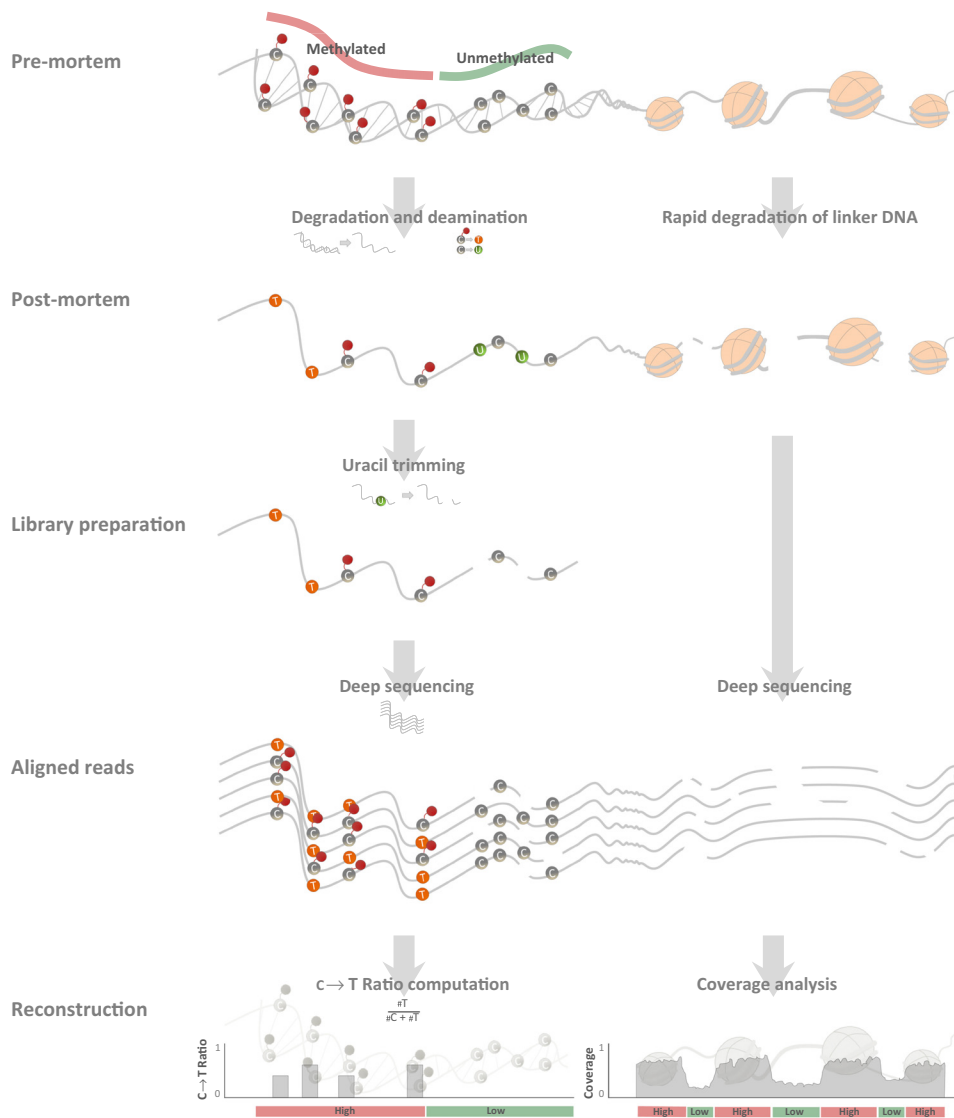 Pre-mortem
Methylated
Unmethylated
C C C C C C C C C C C C C C
Degradation and deamination
Rapid degradation of linker DNA
C T
C U
Post-mortem
T T C C U C U C
Uracil trimming
U
Library preparation
T T C C C C
Deep sequencing
Deep sequencing
Aligned reads
T C C T C
T C T C T
T C C T C
C T C T T
C C C C C C C C C C C C
Reconstruction
C → T Ratio computation
#T
#C + #T
Coverage analysis
C → T Ratio
1
0
High
Low
Coverage
1
0
High Low High Low High Low High